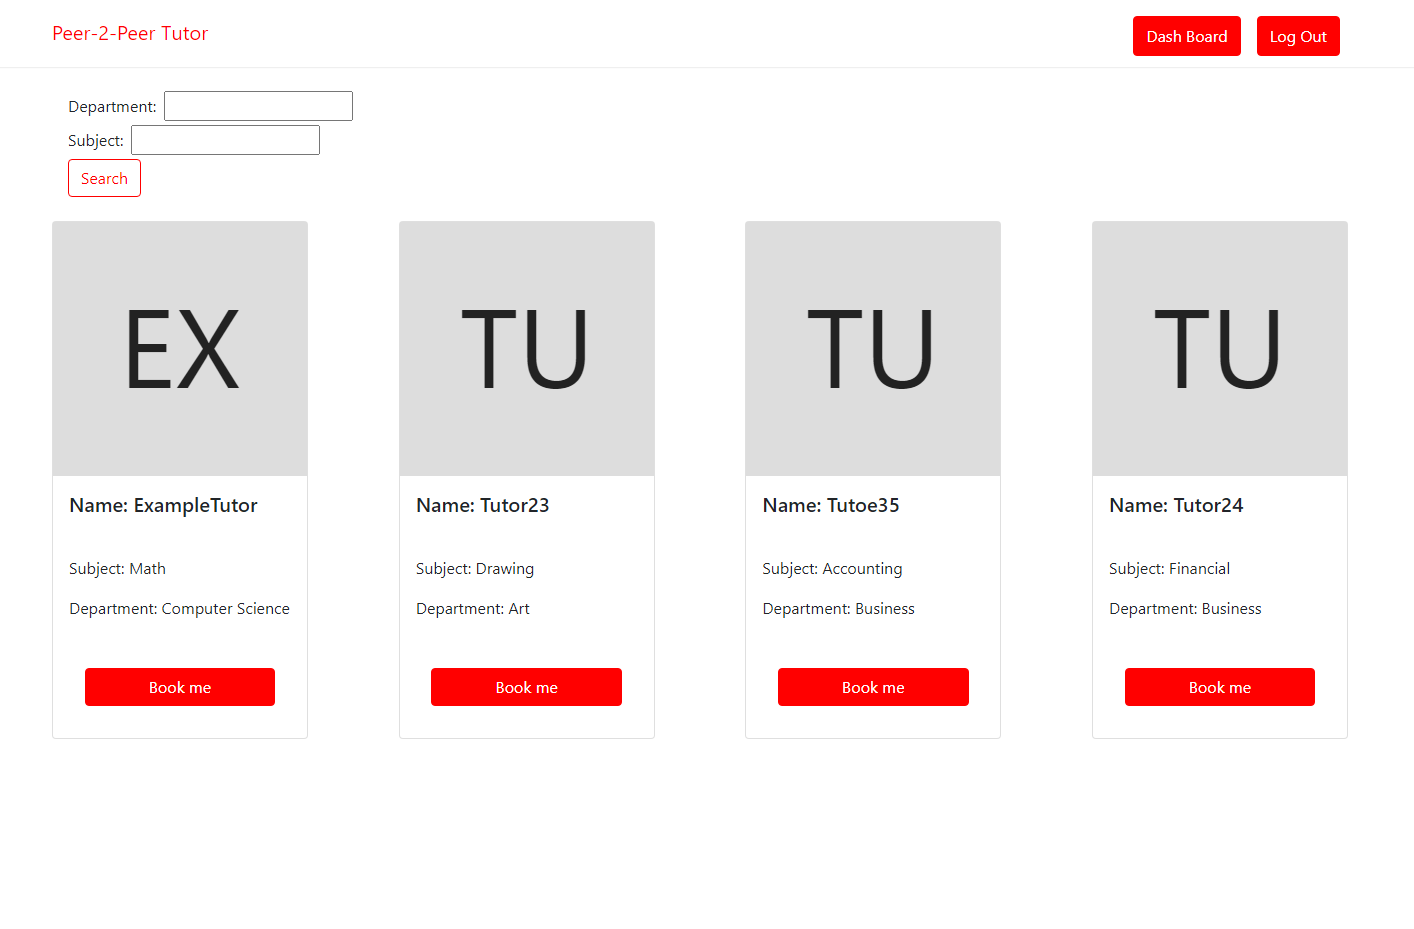 Peer-2-Peer Tutor
Dash Board
Log Out
Department:
Subject:
Search
EX
Name: ExampleTutor
Subject: Math
Department: Computer Science
Book me
TU
Name: Tutor23
Subject: Drawing
Department: Art
Book me
TU
Name: Tutoe35
Subject: Accounting
Department: Business
Book me
TU
Name: Tutor24
Subject: Financial
Department: Business
Book me